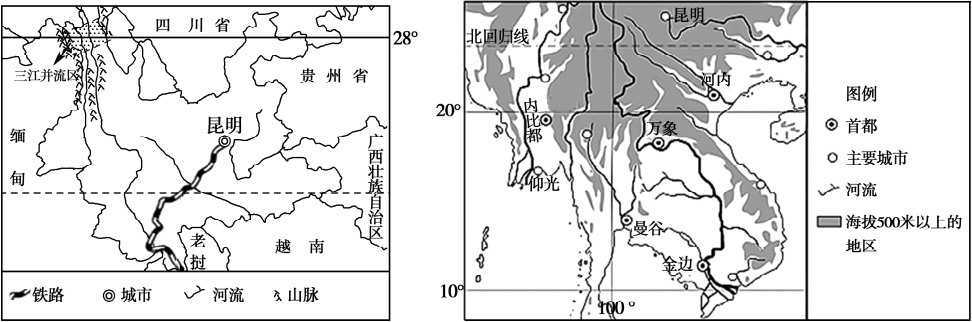 四川省
28°
三江并流区
贵州省
缅甸
昆明
广西壮族自治区
老挝
越南
铁路
城市
河流
山脉
昆明
北回归线
河内
20°
内比都
万象
仰光
曼谷
金边
10°
100°
图例
首都
主要城市
河流
海拔500米以上的
地区